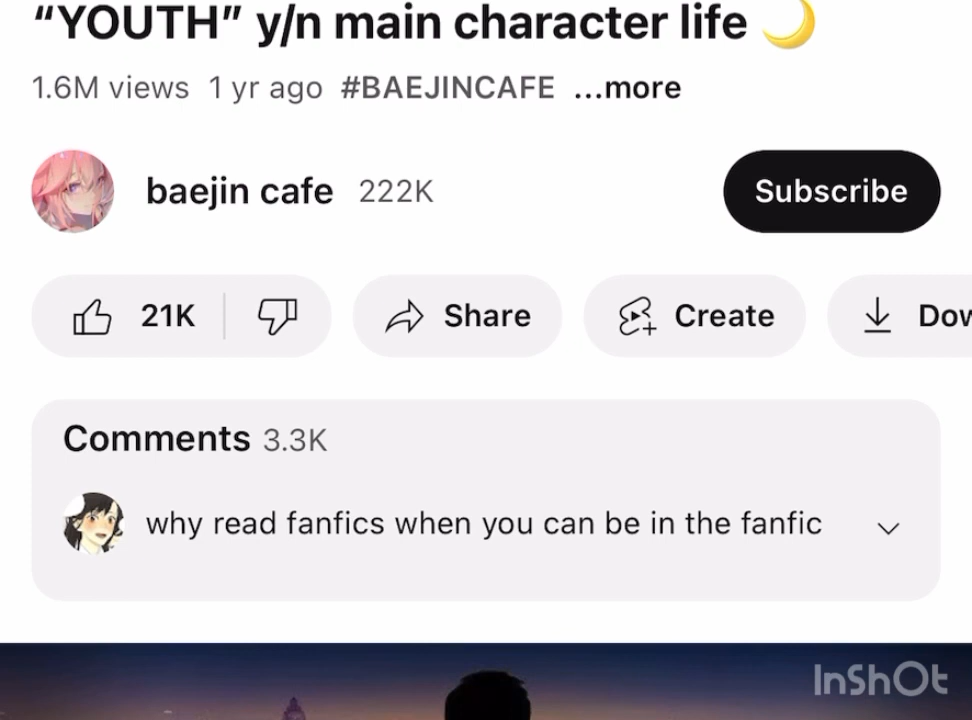 “YOUTH” y/n main character life 🌙
1.6M views 1 yr ago #BAEJINCAFE ...more
baejin cafe 222K
Subscribe
21K
Share
Create
Dow
Comments 3.3K
why read fanfics when you can be in the fanfic
InShOt